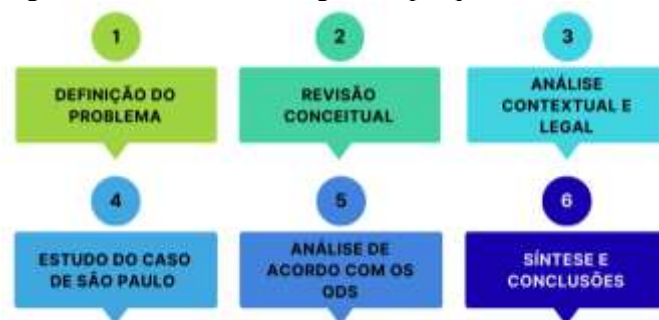 1
DEFINIÇÃO DO
PROBLEMA
2
REVISÃO
CONCEITUAL
3
ANÁLISE
CONTEXTUAL E
LEGAL
4
ESTUDO DO CASO
DE SÃO PAULO
5
ANÁLISE DE
ACORDO COM OS
ODS
6
SÍNTESE E
CONCLUSÕES